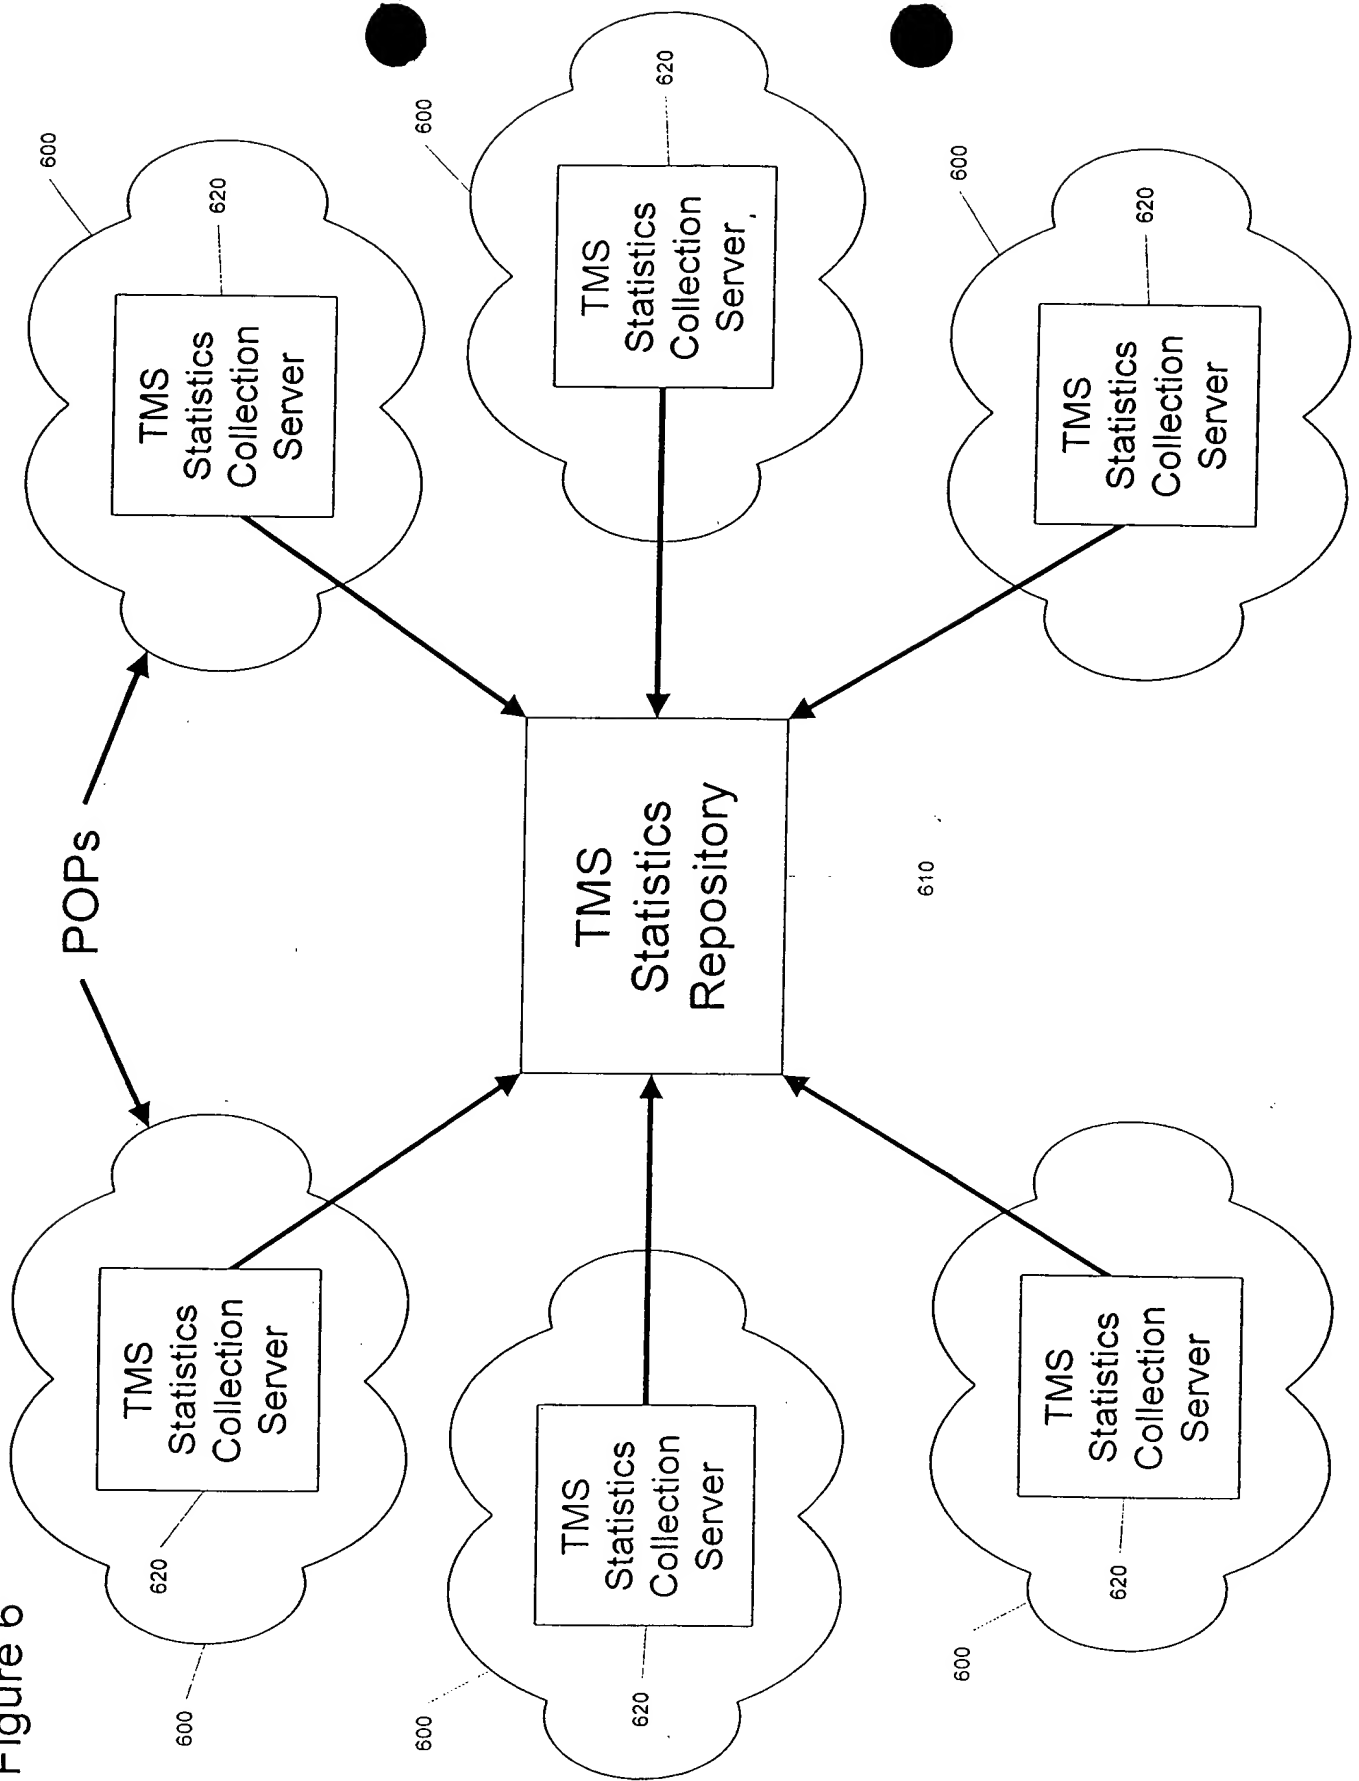 Figure 6
POPs
600
TMS
Statistics
Collection
Server
620
600
TMS
Statistics
Collection
Server
620
600
TMS
Statistics
Collection
Server
620
TMS
Statistics
Repository
610
600
TMS
Statistics
Collection
Server
620
600
TMS
Statistics
Collection
Server
620
600
TMS
Statistics
Collection
Server
620